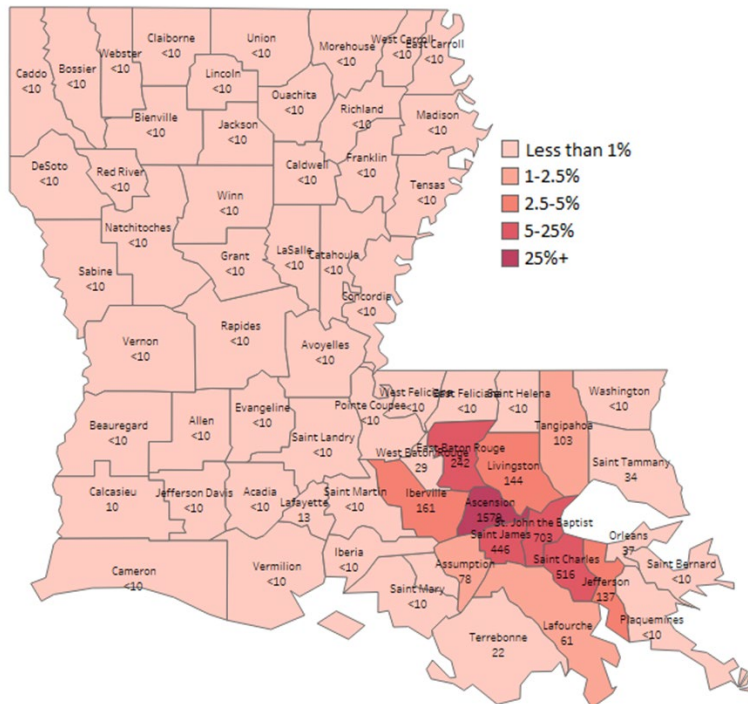 Caddo
<10
Bossier
<10
Webster
<10
Claiborne
<10
Union
<10
Lincoln
<10
Morehouse
<10
West Carroll
<10
East Carroll
<10
Ouachita
<10
Richland
<10
Madison
<10
Bienville
<10
Jackson
<10
Caldwell
<10
Franklin
<10
Tensas
<10
DeSoto
<10
Red River
<10
Winn
<10
Natchitoches
<10
Sabine
<10
Grant
<10
LaSalle
<10
Catahoula
<10
Concordia
<10
Vernon
<10
Rapides
<10
Avoyelles
<10
Less than 1%
1-2.5%
2.5-5%
5-25%
25%+
Beauregard
<10
Allen
<10
Evangeline
<10
Saint Landry
<10
Pointe Coupee
<10
West Feliciana
<10
East Feliciana
<10
Saint Helena
<10
Tangipahoa
103
Washington
<10
Saint Tammany
34
West Baton Rouge
29
East Baton Rouge
242
Livingston
144
Calcasieu
10
Jefferson Davis
<10
Acadia
<10
Lafayette
13
Saint Martin
<10
Iberville
161
Ascension
1579
St. John the Baptist
703
Saint James
446
Saint Charles
516
Orleans
37
Saint Bernard
<10
Jefferson
137
Plaquemines
<10
Cameron
<10
Vermilion
<10
Iberia
<10
Saint Mary
<10
Assumption
78
Terrebonne
22
Lafourche
61